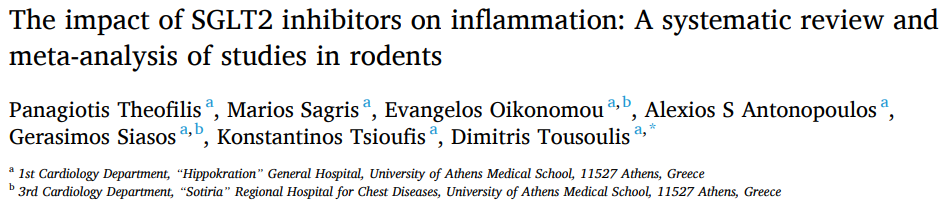 The impact of SGLT2 inhibitors on inflammation: A systematic review and
meta-analysis of studies in rodents
Panagiotis Theofilis a, Marios Sagris a, Evangelos Oikonomou a,b, Alexios S Antonopoulos a,
Gerasimos Siasos a,b, Konstantinos Tsioufis a, Dimitris Tousoulis a,*
a 1st Cardiology Department, “Hippokration” General Hospital, University of Athens Medical School, 11527 Athens, Greece
b 3rd Cardiology Department, “Sotiria” Regional Hospital for Chest Diseases, University of Athens Medical School, 11527 Athens, Greece